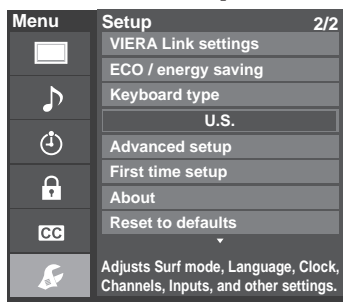 Menu
Setup 2/2
VIERA Link settings
ECO / energy saving
Keyboard type
U.S.
Advanced setup
First time setup
About
Reset to defaults
CC
Adjusts Surf mode, Language, Clock,
Channels, Inputs, and other settings.